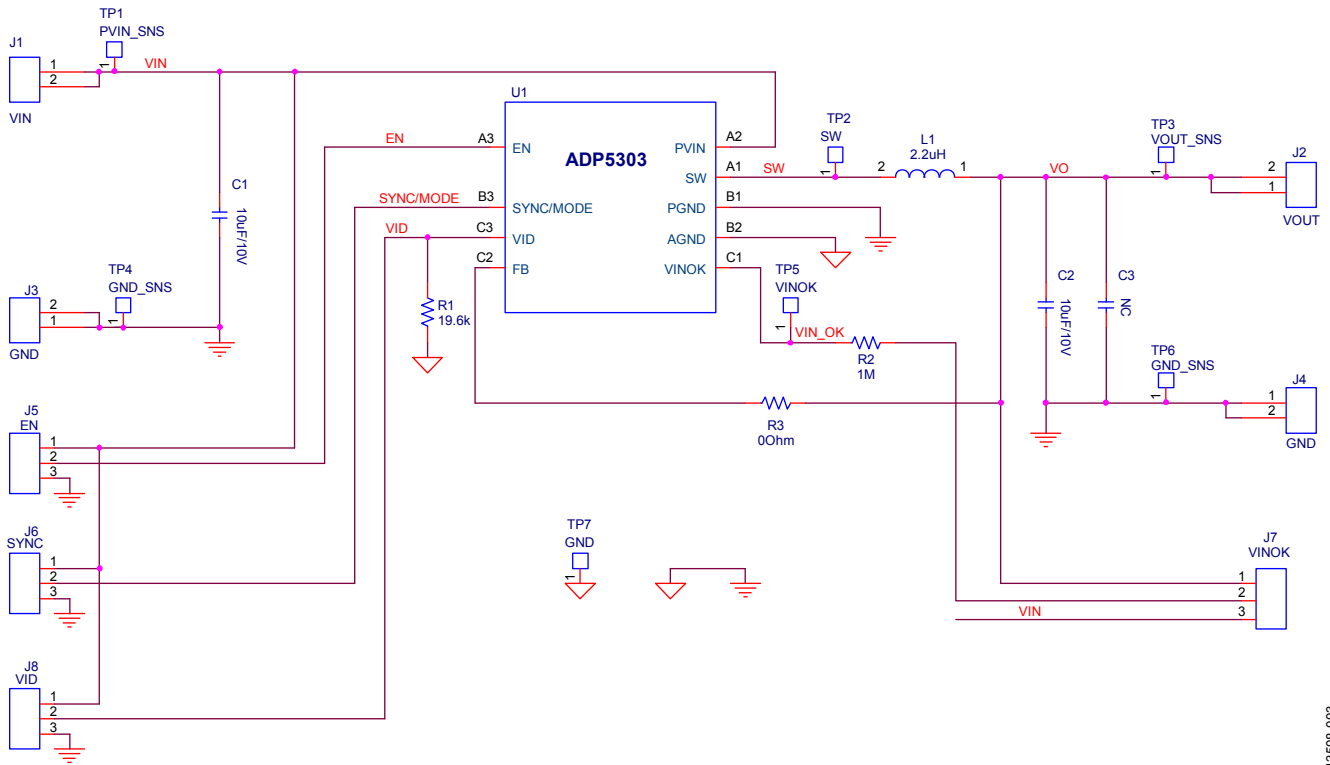 J1
1
2
VIN
TP1
PVIN_SNS
1
VIN
C1
10uF/10V
J3
2
1
GND
TP4
GND_SNS
1
U1
ADP5303
EN
A3
EN
SYNC/MODE
B3
SYNC/MODE
VID
C3
VID
C2
FB
PVIN
A2
SW
A1
SW
PGND
B1
AGND
B2
VINOK
C1
R1
19.6k
TP2
SW
1
L1
2.2uH
2
1
VO
TP3
VOUT_SNS
1
J2
2
1
VOUT
C2
10uF/10V
C3
NC
TP5
VINOK
1
VIN_OK
R2
1M
R3
0Ohm
TP6
GND_SNS
1
J4
1
2
GND
J5
EN
1
2
3
J6
SYNC
1
2
3
J8
VID
1
2
3
TP7
GND
1
J7
VINOK
1
2
3
VIN